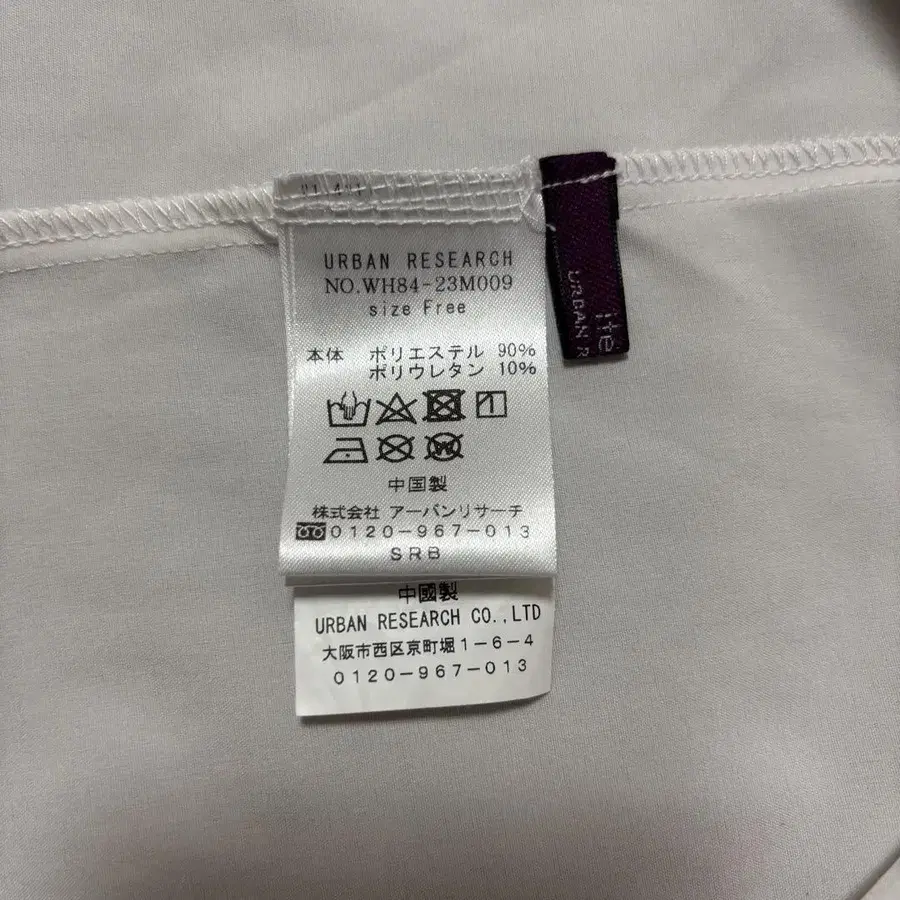 URBAN RESEARCH
NO.WH84-23M009
size Free
本体 ポリエステル 90%
ポリウレタン 10%
中国製
株式会社 アーバンリサーチ
0120-967-013
SRB
中國製
URBAN RESEARCH CO.,LTD
大阪市西区京町堀1-6-4
0120-967-013
ite
URBAN R